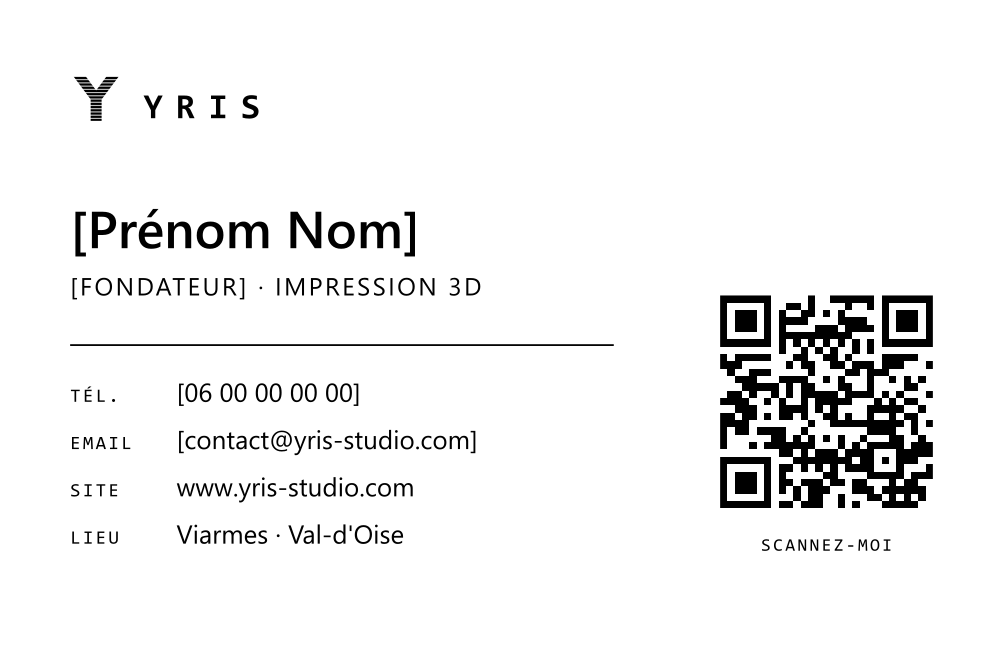 Y YRIS
[Prénom Nom]
[FONDATEUR] · IMPRESSION 3D
TÉL. [06 00 00 00 00]
EMAIL [contact@yris-studio.com]
SITE www.yris-studio.com
LIEU Viarmes · Val-d'Oise
SCANNEZ-MOI